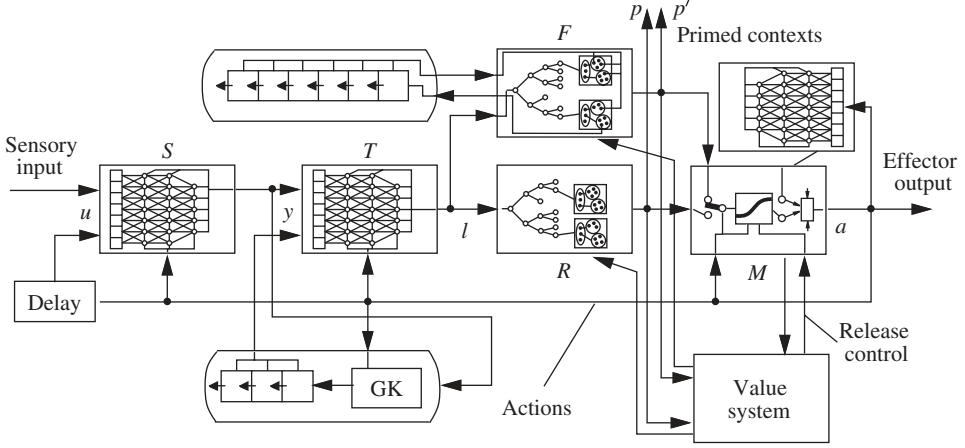 p
p′
F
Primed contexts
Sensory
input
S
T
Effector
output
u
y
l
a
R
M
Delay
Release
control
GK
Value
system
Actions